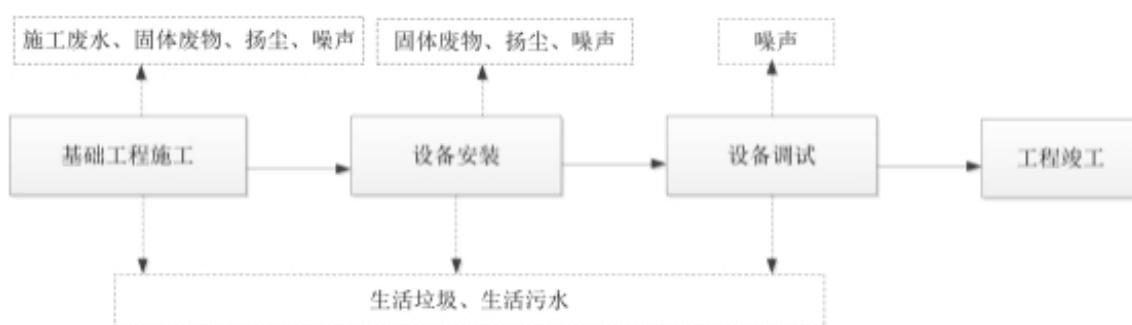 施工废水、固体废物、扬尘、噪声
固体废物、扬尘、噪声
噪声
基础工程施工
设备安装
设备调试
工程竣工
生活垃圾、生活污水